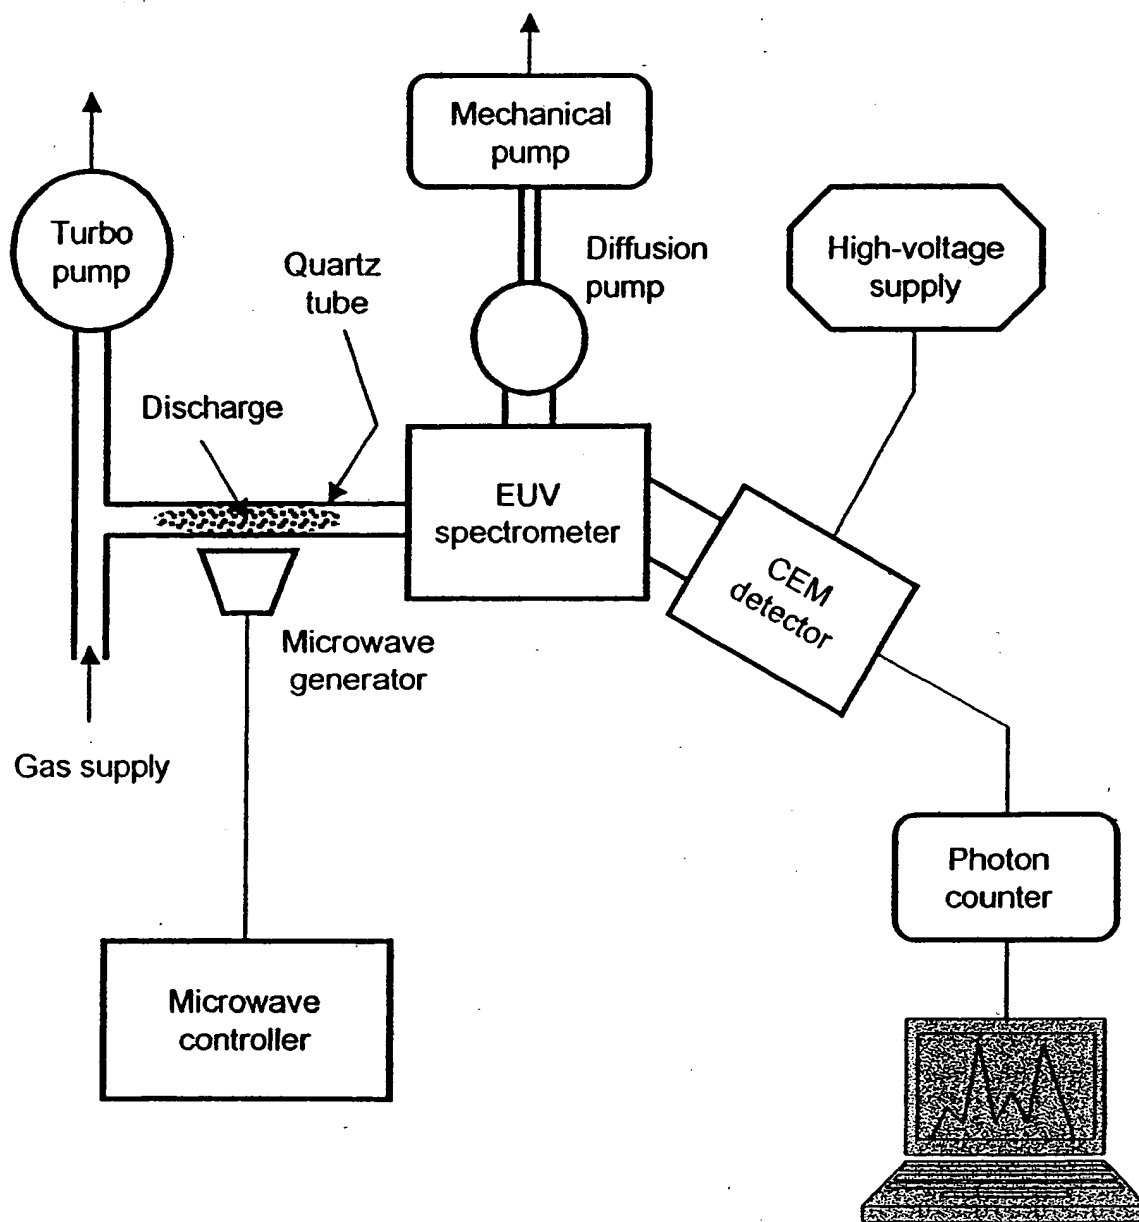 Mechanical
pump
Turbo
pump
Quartz
tube
Diffusion
pump
High-voltage
supply
Discharge
EUV
spectrometer
CEM
detector
Microwave
generator
Gas supply
Photon
counter
Microwave
controller